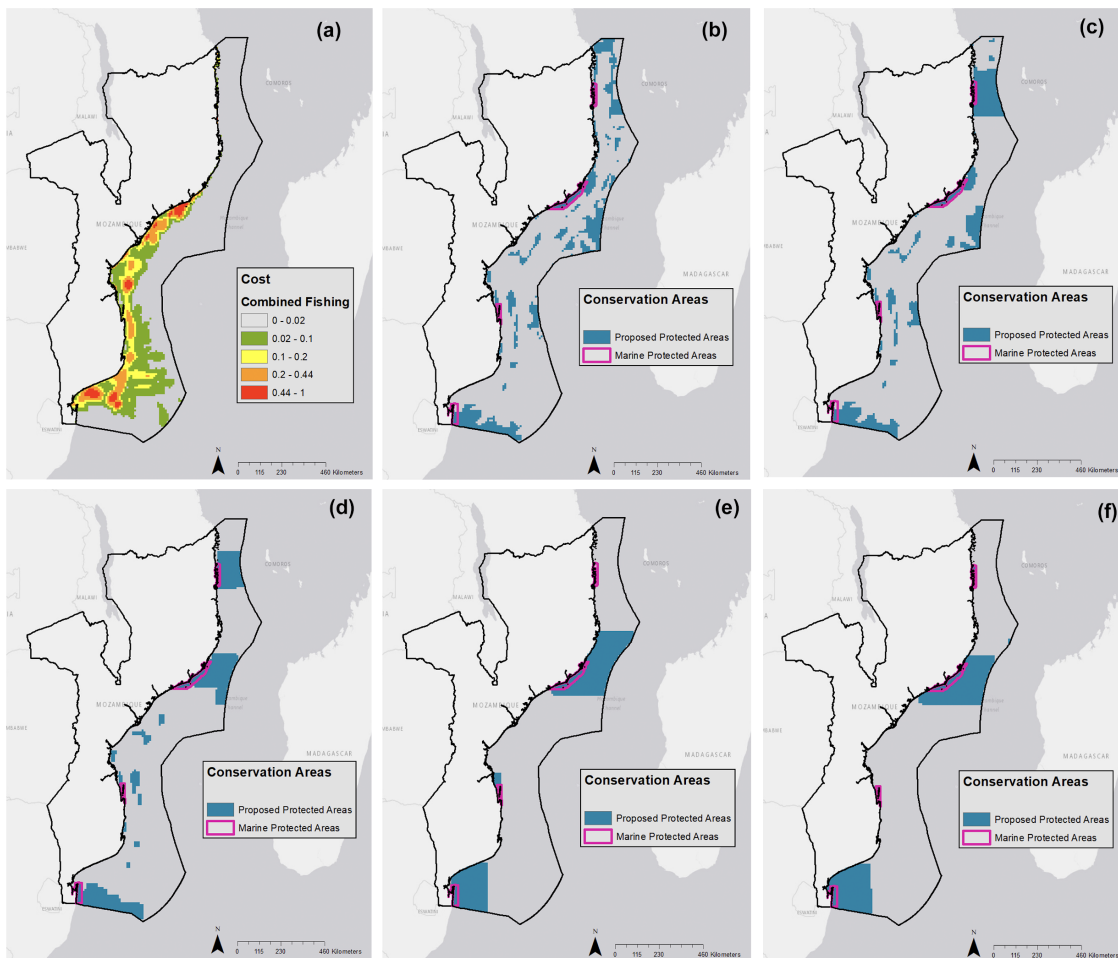 (a)
COMOROS
MALAWI
MOZAMBIQUE
MADAGASCAR
Cost
Combined Fishing
0 - 0.02
0.02 - 0.1
0.1 - 0.2
0.2 - 0.44
0.44 - 1
N
0 115 230 460 Kilometers
(b)
COMOROS
MALAWI
MOZAMBIQUE
MADAGASCAR
Conservation Areas
Proposed Protected Areas
Marine Protected Areas
ESWATINI
N
0 115 230 460 Kilometers
(c)
COMOROS
MALAWI
MOZAMBIQUE
MADAGASCAR
Conservation Areas
Proposed Protected Areas
Marine Protected Areas
ESWATINI
N
0 115 230 460 Kilometers
(d)
COMOROS
MALAWI
MOZAMBIQUE
MADAGASCAR
Conservation Areas
Proposed Protected Areas
Marine Protected Areas
ESWATINI
N
0 115 230 460 Kilometers
(e)
COMOROS
MALAWI
MOZAMBIQUE
MADAGASCAR
Conservation Areas
Proposed Protected Areas
Marine Protected Areas
ESWATINI
N
0 115 230 460 Kilometers
(f)
COMOROS
MALAWI
MOZAMBIQUE
MADAGASCAR
Conservation Areas
Proposed Protected Areas
Marine Protected Areas
ESWATINI
N
0 115 230 460 Kilometers